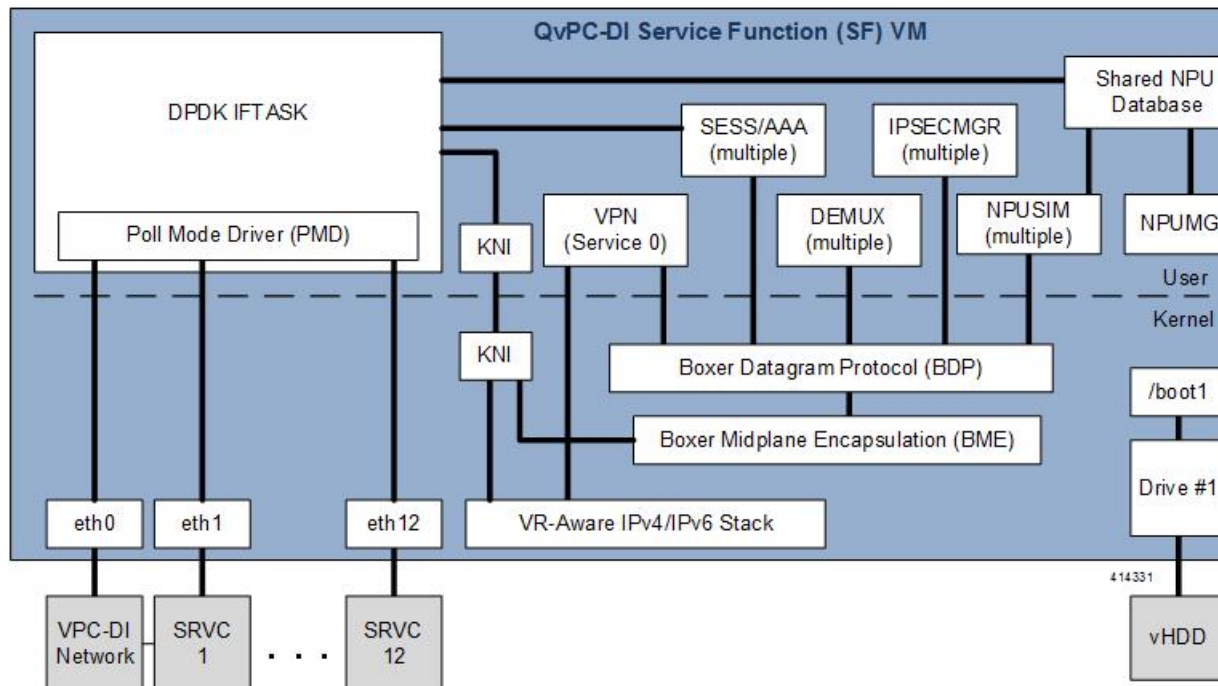 QvPC-DI Service Function (SF) VM
DPDK IFTASK
Shared NPU
Database
SESS/AAA
(multiple)
IPSECMGR
(multiple)
Poll Mode Driver (PMD)
KNI
VPN
(Service 0)
DEMUX
(multiple)
NPUSIM
(multiple)
NPUMG
User
Kernel
KNI
Boxer Datagram Protocol (BDP)
/boot1
Boxer Midplane Encapsulation (BME)
Drive #1
eth0
eth1
eth12
VR-Aware IPv4/IPv6 Stack
414331
VPC-DI
Network
SRVC
1
. . .
SRVC
12
vHDD